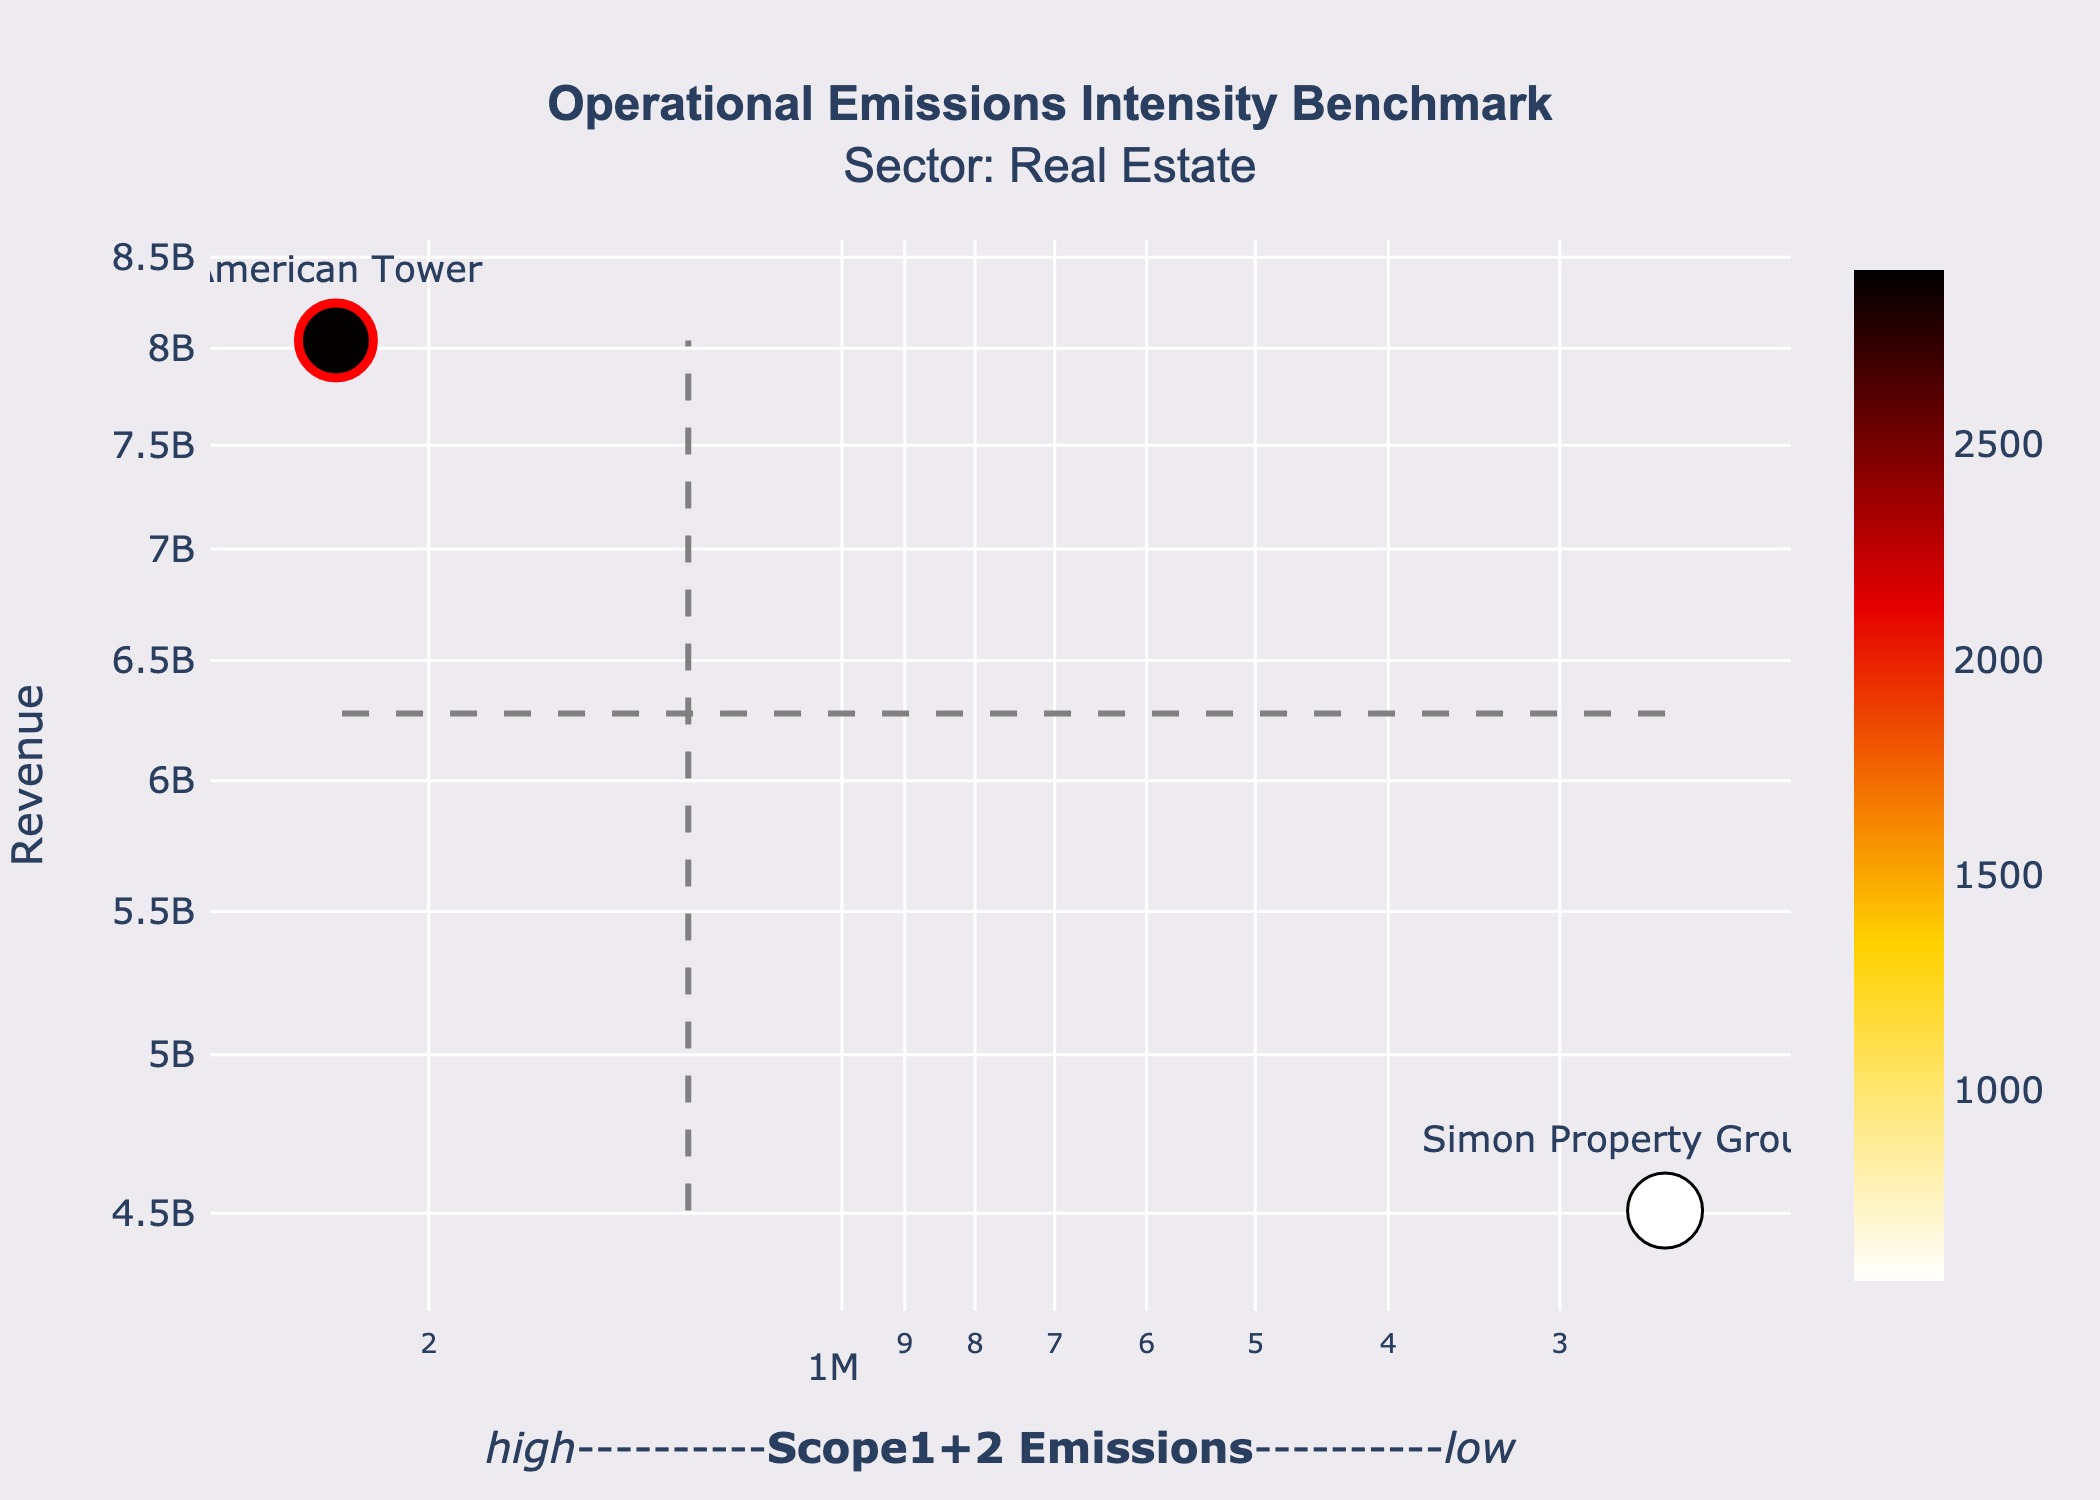 Operational Emissions Intensity Benchmark
Sector: Real Estate
8.5B
American Tower
8B
7.5B
2500
7B
6.5B
2000
Revenue
6B
1500
5.5B
5B
1000
Simon Property Grou
4.5B
2 9 8 7 6 5 4 3
1M
high----------Scope1+2 Emissions----------low